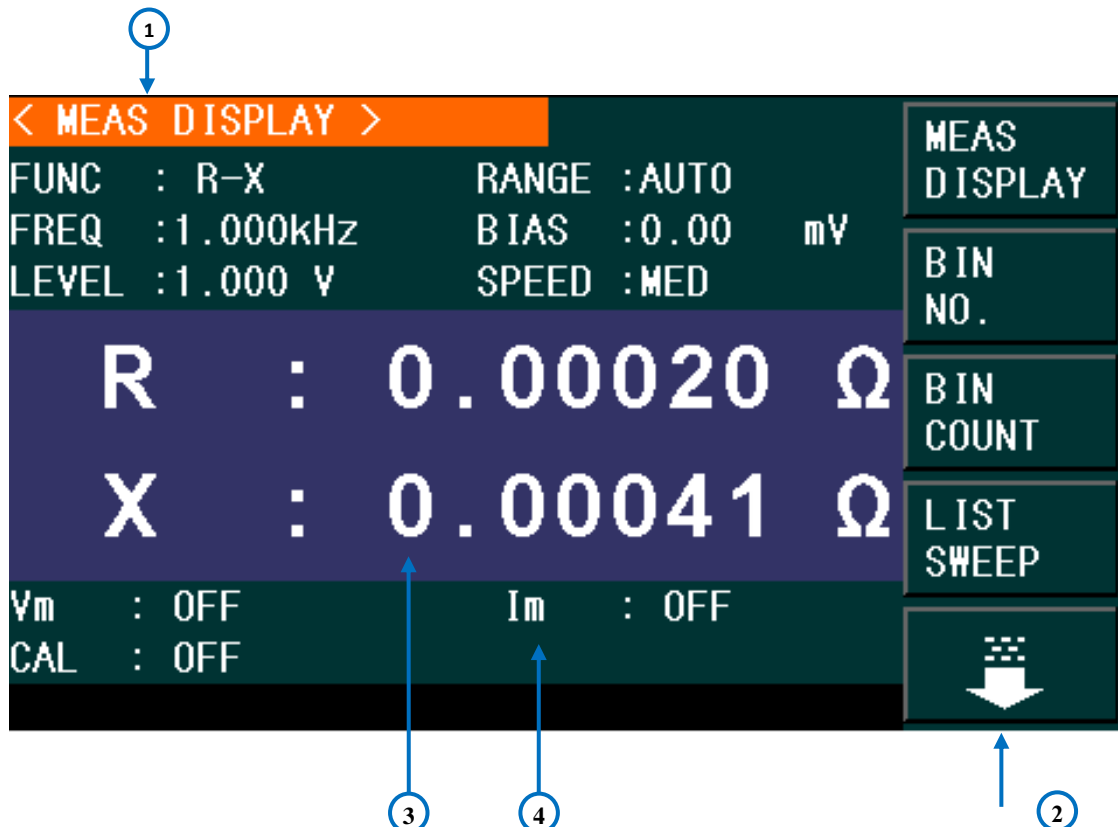 1
< MEAS DISPLAY >
FUNC : R-X RANGE :AUTO
FREQ :1.000kHz BIAS :0.00 mV
LEVEL :1.000 V SPEED :MED
R : 0.00020 Ω
X : 0.00041 Ω
Vm : OFF Im : OFF
CAL : OFF
MEAS
DISPLAY
BIN
NO.
BIN
COUNT
LIST
SWEEP
3 4 2